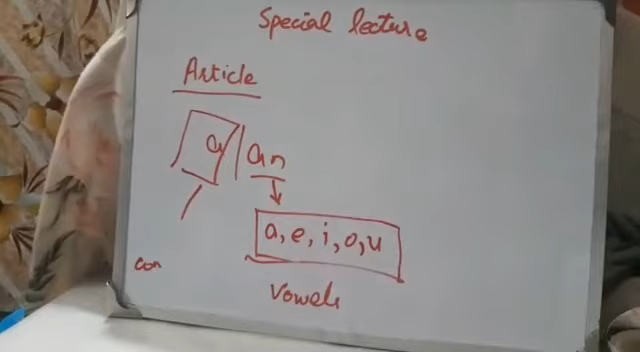 Special lecture
Article
a/an
a, e, i, o, u
Vowels
con